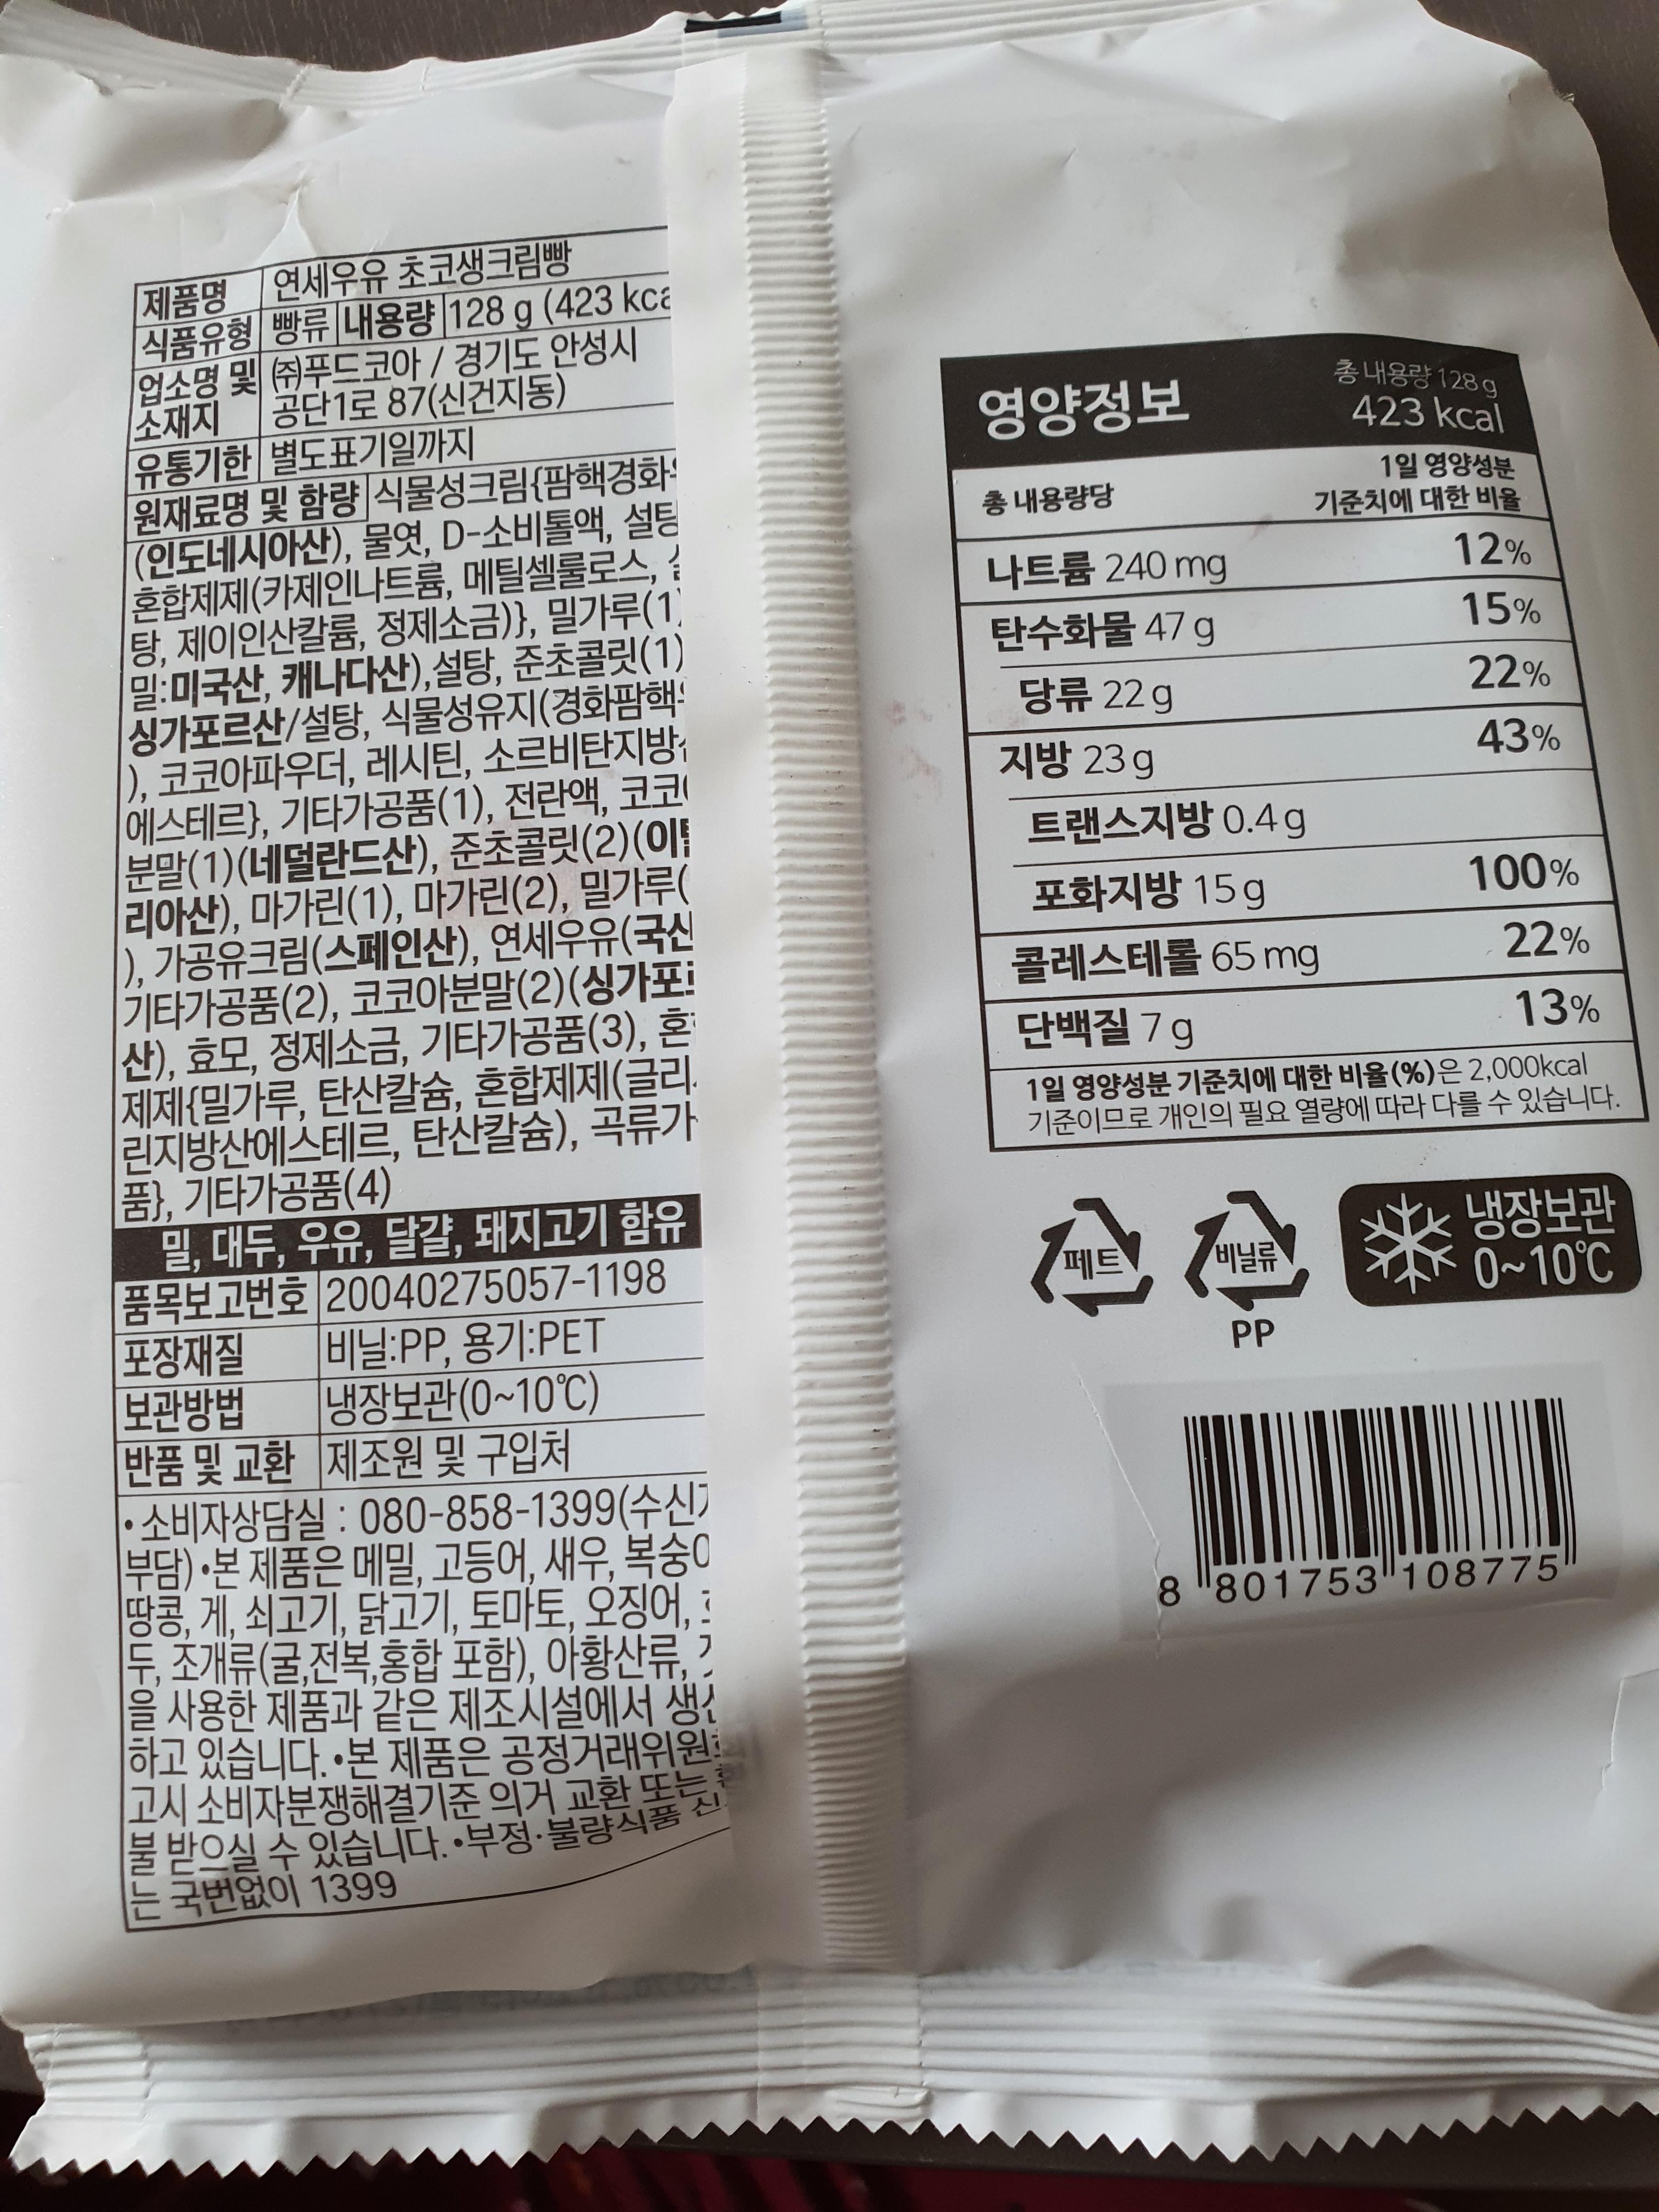 제품명 연세우유 초코생크림빵
식품유형 빵류 내용량 128 g (423 kca
업소명 및 소재지 ㈜푸드코아 / 경기도 안성시
공단1로 87(신건지동)
유통기한 별도표기일까지
원재료명 및 함량 식물성크림{팜핵경화
(인도네시아산), 물엿, D-소비톨액, 설탕
혼합제제(카제인나트륨, 메틸셀룰로스,
탕, 제이인산칼륨, 정제소금)}, 밀가루(1)
밀:미국산, 캐나다산), 설탕, 준초콜릿(1)
싱가포르산/설탕, 식물성유지(경화팜핵
), 코코아파우더, 레시틴, 소르비탄지방
에스테르}, 기타가공품(1), 전란액, 코코
분말(1)(네덜란드산), 준초콜릿(2)(이탈
리아산), 마가린(1), 마가린(2), 밀가루(
), 가공유크림(스페인산), 연세우유(국산
기타가공품(2), 코코아분말(2)(싱가포르
산), 효모, 정제소금, 기타가공품(3), 혼
제제{밀가루, 탄산칼슘, 혼합제제(글리
린지방산에스테르, 탄산칼슘), 곡류가
품}, 기타가공품(4)
밀, 대두, 우유, 달걀, 돼지고기 함유
품목보고번호 20040275057-1198
포장재질 비닐:PP, 용기:PET
보관방법 냉장보관(0~10℃)
반품 및 교환 제조원 및 구입처
• 소비자상담실 : 080-858-1399(수신
부담) •본 제품은 메밀, 고등어, 새우, 복숭
땅콩, 게, 쇠고기, 닭고기, 토마토, 오징어,
두, 조개류(굴,전복,홍합 포함), 아황산류,
을 사용한 제품과 같은 제조시설에서 생
하고 있습니다. •본 제품은 공정거래위원
고시 소비자분쟁해결기준 의거 교환 또는
불 받으실 수 있습니다. •부정·불량식품 신
는 국번없이 1399
영양정보
총 내용량 128 g
423 kcal
총 내용량당 1일 영양성분
기준치에 대한 비율
나트륨 240 mg 12%
탄수화물 47 g 15%
당류 22 g 22%
지방 23 g 43%
트랜스지방 0.4 g
포화지방 15 g 100%
콜레스테롤 65 mg 22%
단백질 7 g 13%
1일 영양성분 기준치에 대한 비율(%)은 2,000kcal
기준이므로 개인의 필요 열량에 따라 다를 수 있습니다.
페트
비닐류
PP
냉장보관
0~10℃
8 801753 108775